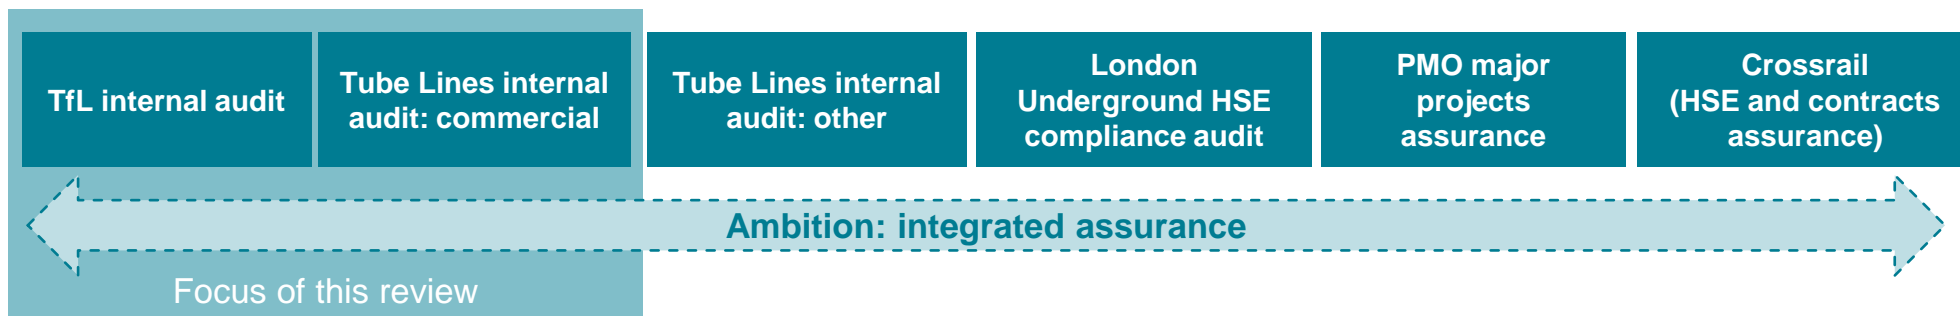 TfL internal audit
Tube Lines internal
audit: commercial
Tube Lines internal
audit: other
London
Underground HSE
compliance audit
PMO major
projects
assurance
Crossrail
(HSE and contracts
assurance)
Ambition: integrated assurance
Focus of this review